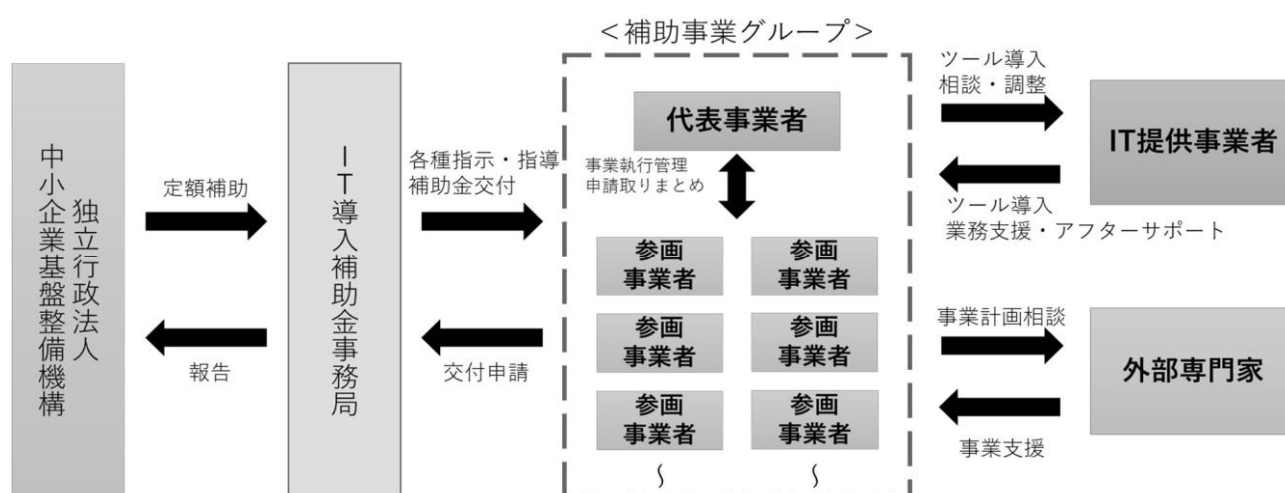 ＜補助事業グループ＞
独立行政法人
中小企業基盤整備機構
定額補助
報告
IT導入補助金事務局
各種指示・指導
補助金交付
交付申請
代表事業者
事業執行管理
申請取りまとめ
参画
事業者
参画
事業者
参画
事業者
参画
事業者
参画
事業者
参画
事業者
～
～
ツール導入
相談・調整
IT提供事業者
ツール導入
業務支援・アフターサポート
事業計画相談
外部専門家
事業支援